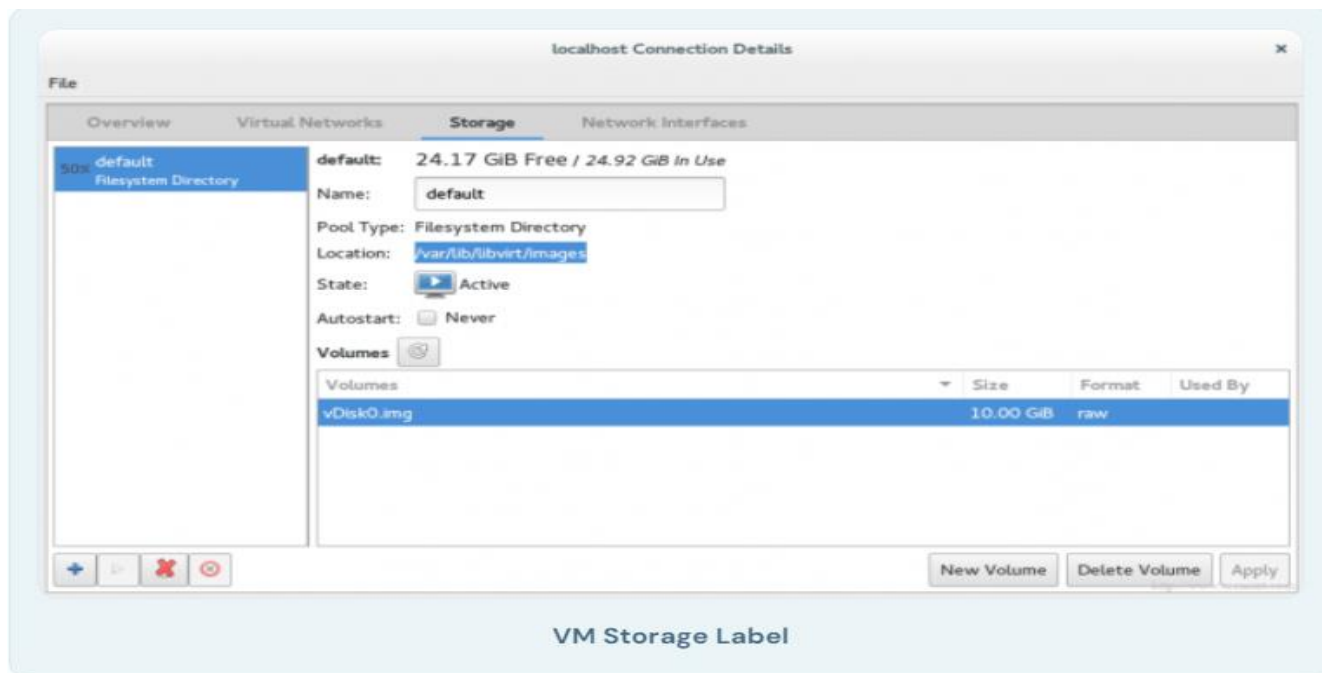 localhost Connection Details
File
Overview Virtual Networks Storage Network Interfaces
50% default
Filesystem Directory
default: 24.17 GiB Free / 24.92 GiB In Use
Name: default
Pool Type: Filesystem Directory
Location: /var/lib/libvirt/images
State: Active
Autostart: Never
Volumes
Volumes Size Format Used By
vDisk0.img 10.00 GiB raw
New Volume Delete Volume Apply
VM Storage Label